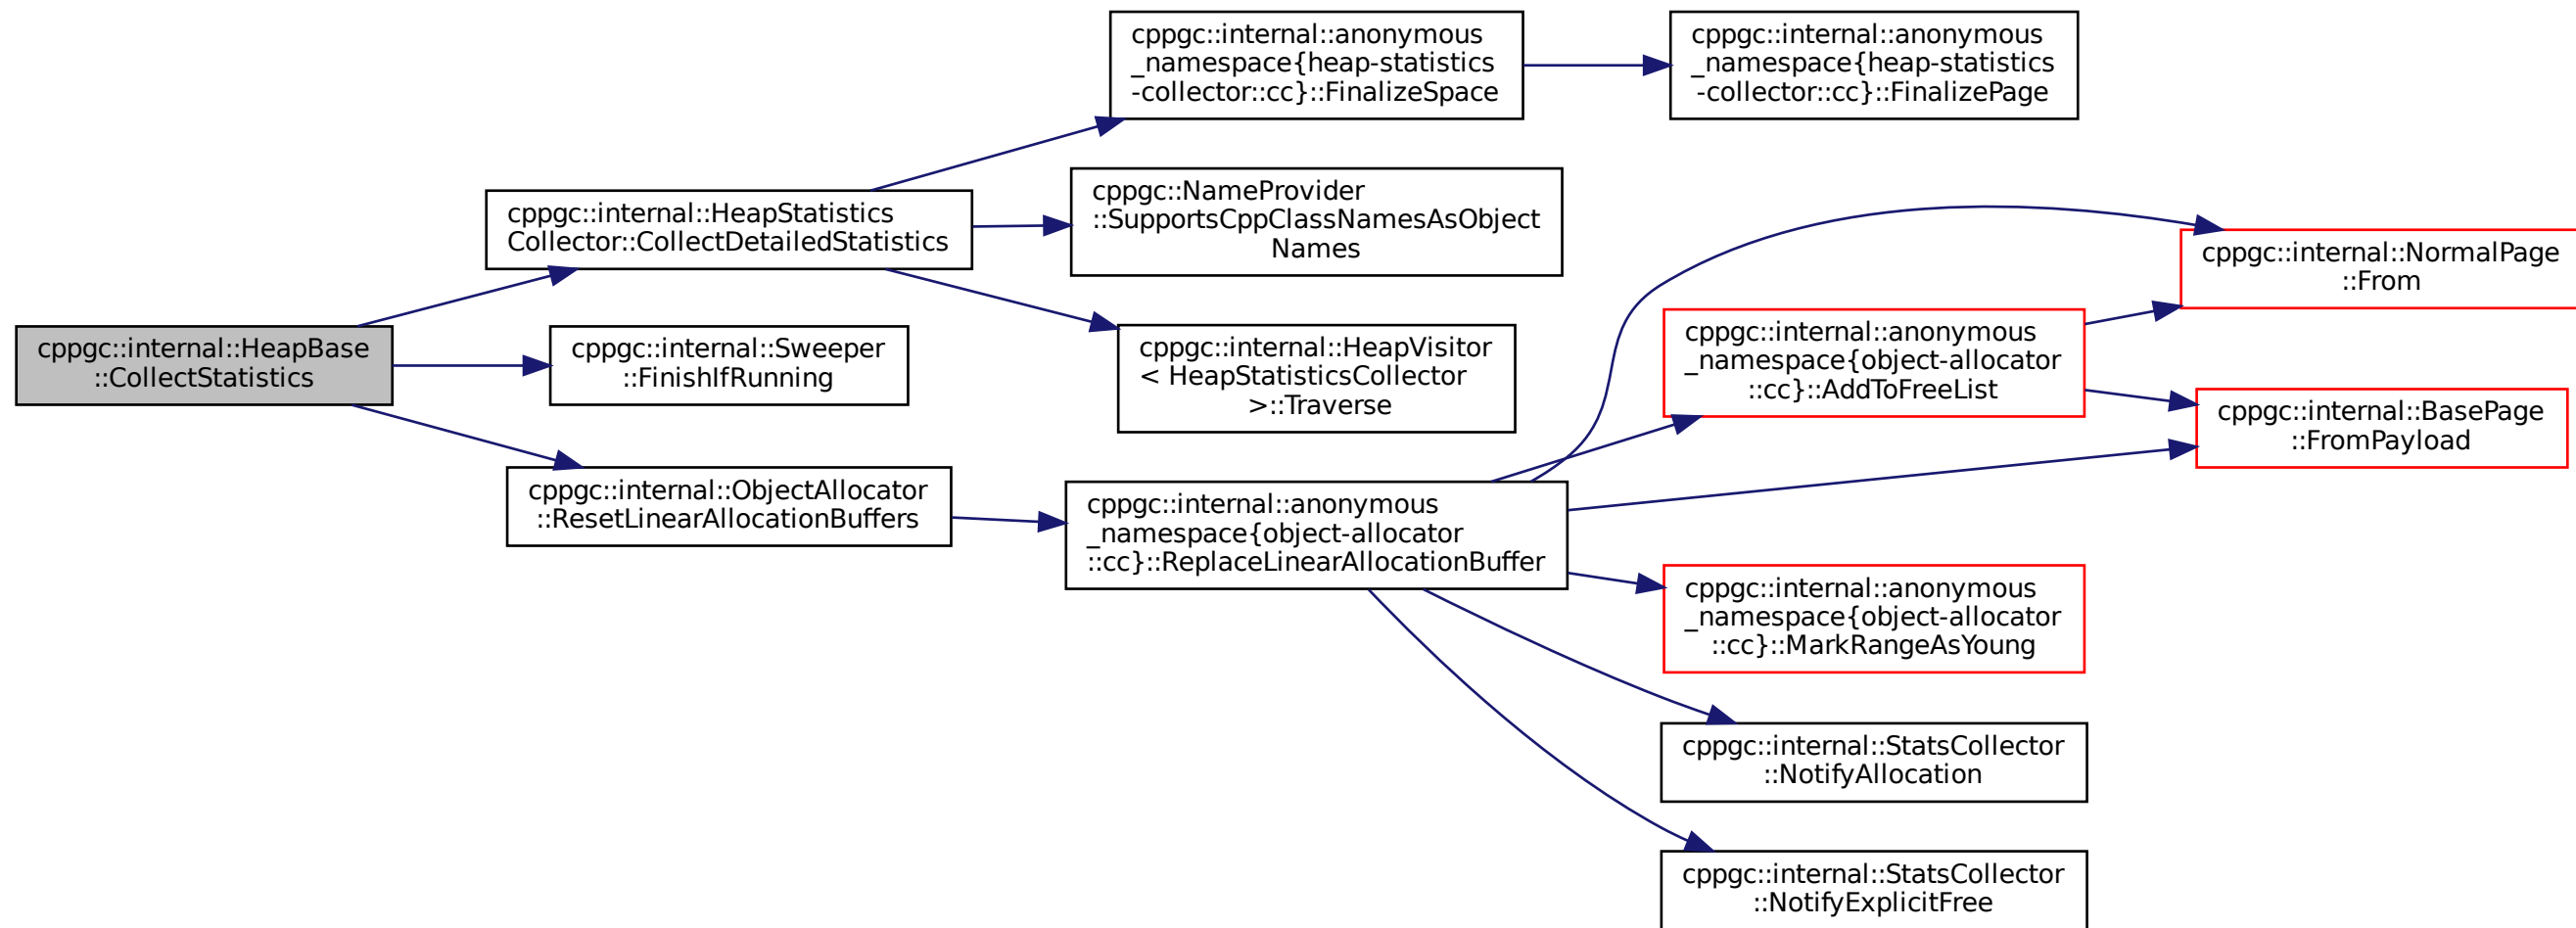 cppgc::internal::anonymous
_namespace{heap-statistics
-collector::cc}::FinalizeSpace
cppgc::internal::anonymous
_namespace{heap-statistics
-collector::cc}::FinalizePage
cppgc::NameProvider
::SupportsCppClassNamesAsObject
Names
cppgc::internal::HeapStatistics
Collector::CollectDetailedStatistics
cppgc::internal::NormalPage
::From
cppgc::internal::HeapBase
::CollectStatistics
cppgc::internal::Sweeper
::FinishIfRunning
cppgc::internal::HeapVisitor
< HeapStatisticsCollector
>::Traverse
cppgc::internal::anonymous
_namespace{object-allocator
::cc}::AddToFreeList
cppgc::internal::BasePage
::FromPayload
cppgc::internal::ObjectAllocator
::ResetLinearAllocationBuffers
cppgc::internal::anonymous
_namespace{object-allocator
::cc}::ReplaceLinearAllocationBuffer
cppgc::internal::anonymous
_namespace{object-allocator
::cc}::MarkRangeAsYoung
cppgc::internal::StatsCollector
::NotifyAllocation
cppgc::internal::StatsCollector
::NotifyExplicitFree